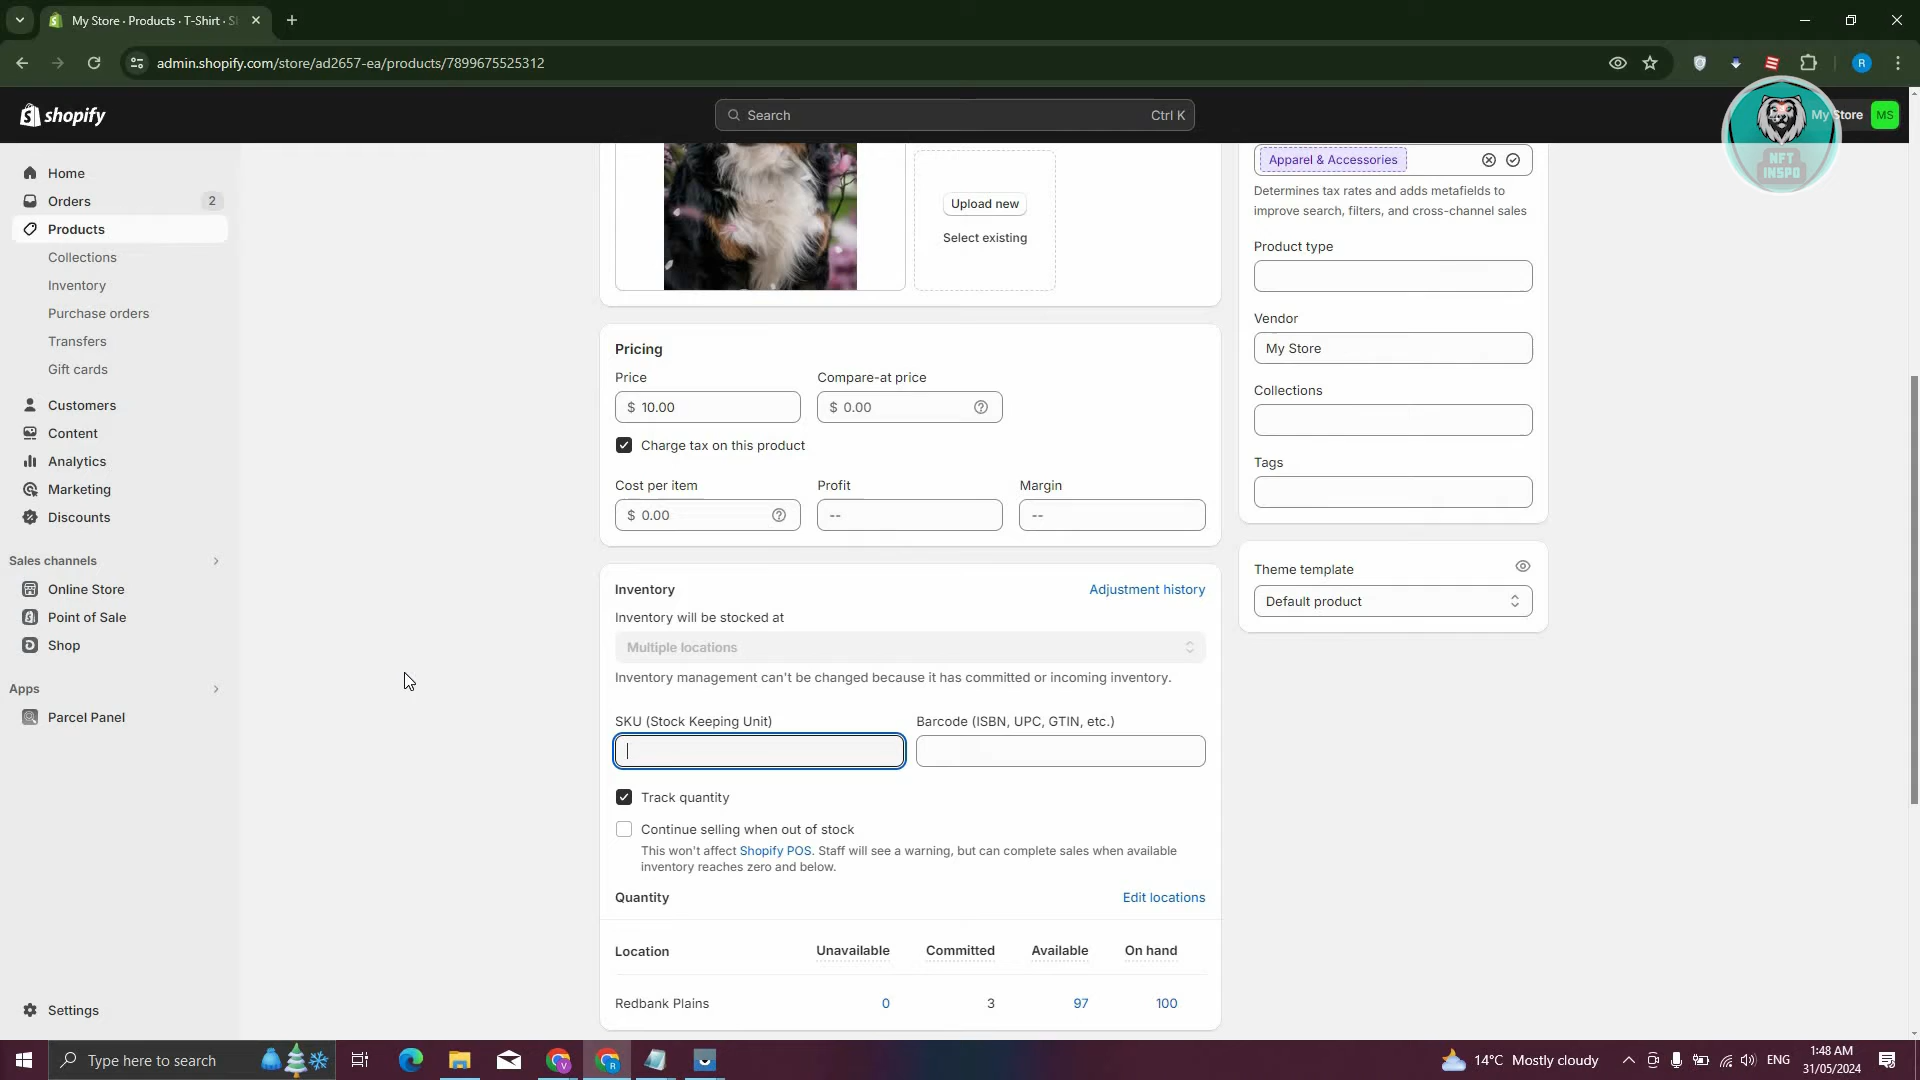 My Store · Products · T-Shirt · S
admin.shopify.com/store/ad2657-ea/products/7899675525312
R
shopify
Search
Ctrl K
My Store
MS
NFT
INSPO
Home
Orders
2
Products
Collections
Inventory
Purchase orders
Transfers
Gift cards
Customers
Content
Analytics
Marketing
Discounts
Sales channels
Online Store
Point of Sale
Shop
Apps
Parcel Panel
Settings
Upload new
Select existing
Pricing
Price
Compare-at price
$ 10.00
$ 0.00
Charge tax on this product
Cost per item
Profit
Margin
$ 0.00
--
--
Inventory
Adjustment history
Inventory will be stocked at
Multiple locations
Inventory management can't be changed because it has committed or incoming inventory.
SKU (Stock Keeping Unit)
Barcode (ISBN, UPC, GTIN, etc.)
Track quantity
Continue selling when out of stock
This won't affect Shopify POS. Staff will see a warning, but can complete sales when available
inventory reaches zero and below.
Quantity
Edit locations
Location
Unavailable
Committed
Available
On hand
Redbank Plains
0
3
97
100
Apparel & Accessories
Determines tax rates and adds metafields to
improve search, filters, and cross-channel sales
Product type
Vendor
My Store
Collections
Tags
Theme template
Default product
Type here to search
V
R
14°C Mostly cloudy
ENG
1:48 AM
31/05/2024